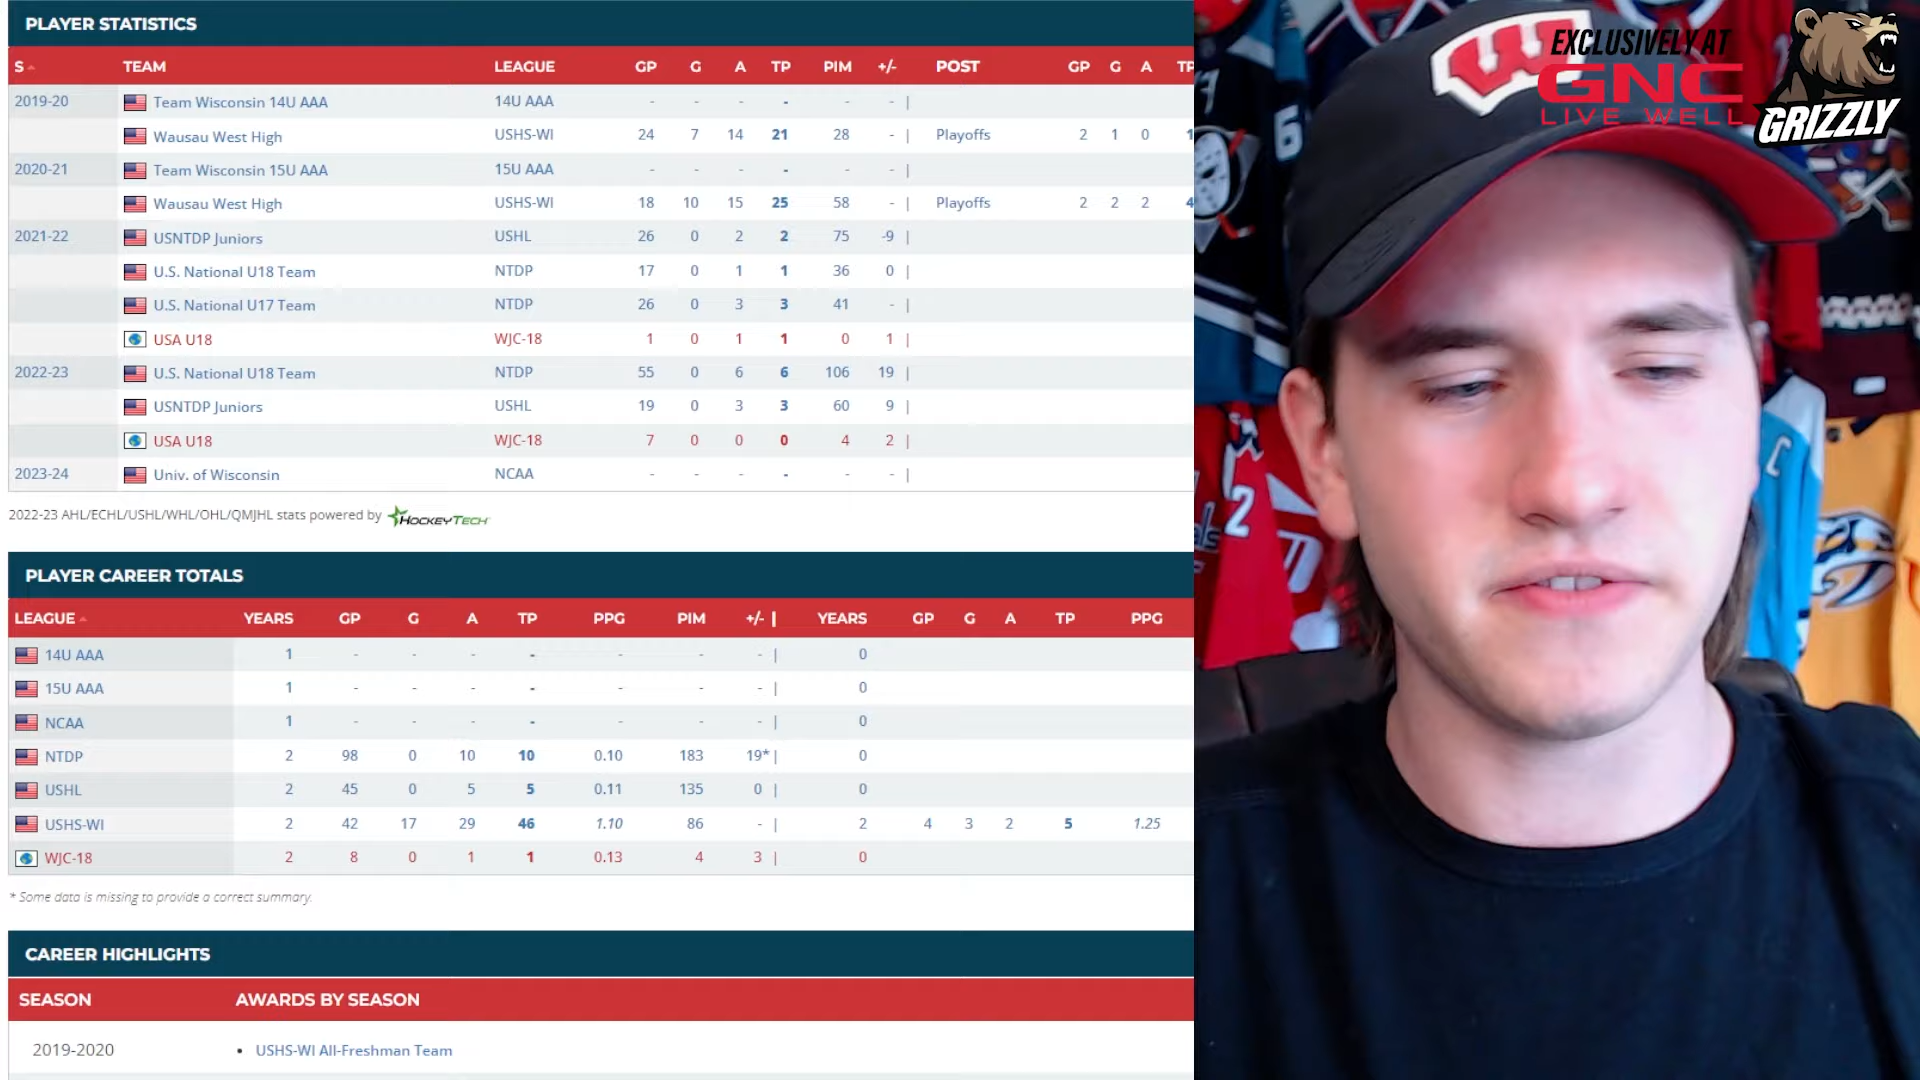 PLAYER STATISTICS
S TEAM LEAGUE GP G A TP PIM +/- POST GP G A TP
2019-20 Team Wisconsin 14U AAA 14U AAA - - - - - - |
Wausau West High USHS-WI 24 7 14 21 28 - | Playoffs 2 1 0 1
2020-21 Team Wisconsin 15U AAA 15U AAA - - - - - - |
Wausau West High USHS-WI 18 10 15 25 58 - | Playoffs 2 2 2 4
2021-22 USNTDP Juniors USHL 26 0 2 2 75 -9 |
U.S. National U18 Team NTDP 17 0 1 1 36 0 |
U.S. National U17 Team NTDP 26 0 3 3 41 - |
USA U18 WJC-18 1 0 1 1 0 1 |
2022-23 U.S. National U18 Team NTDP 55 0 6 6 106 19 |
USNTDP Juniors USHL 19 0 3 3 60 9 |
USA U18 WJC-18 7 0 0 0 4 2 |
2023-24 Univ. of Wisconsin NCAA - - - - - - |
2022-23 AHL/ECHL/USHL/WHL/OHL/QMJHL stats powered by HOCKEYTECH
PLAYER CAREER TOTALS
LEAGUE YEARS GP G A TP PPG PIM +/- | YEARS GP G A TP PPG
14U AAA 1 - - - - - - - | 0
15U AAA 1 - - - - - - - | 0
NCAA 1 - - - - - - - | 0
NTDP 2 98 0 10 10 0.10 183 19* | 0
USHL 2 45 0 5 5 0.11 135 0 | 0
USHS-WI 2 42 17 29 46 1.10 86 - | 2 4 3 2 5 1.25
WJC-18 2 8 0 1 1 0.13 4 3 | 0
* Some data is missing to provide a correct summary.
CAREER HIGHLIGHTS
SEASON AWARDS BY SEASON
2019-2020 • USHS-WI All-Freshman Team
W
EXCLUSIVELY AT
GNC
LIVE WELL
GRIZZLY
6
2
C